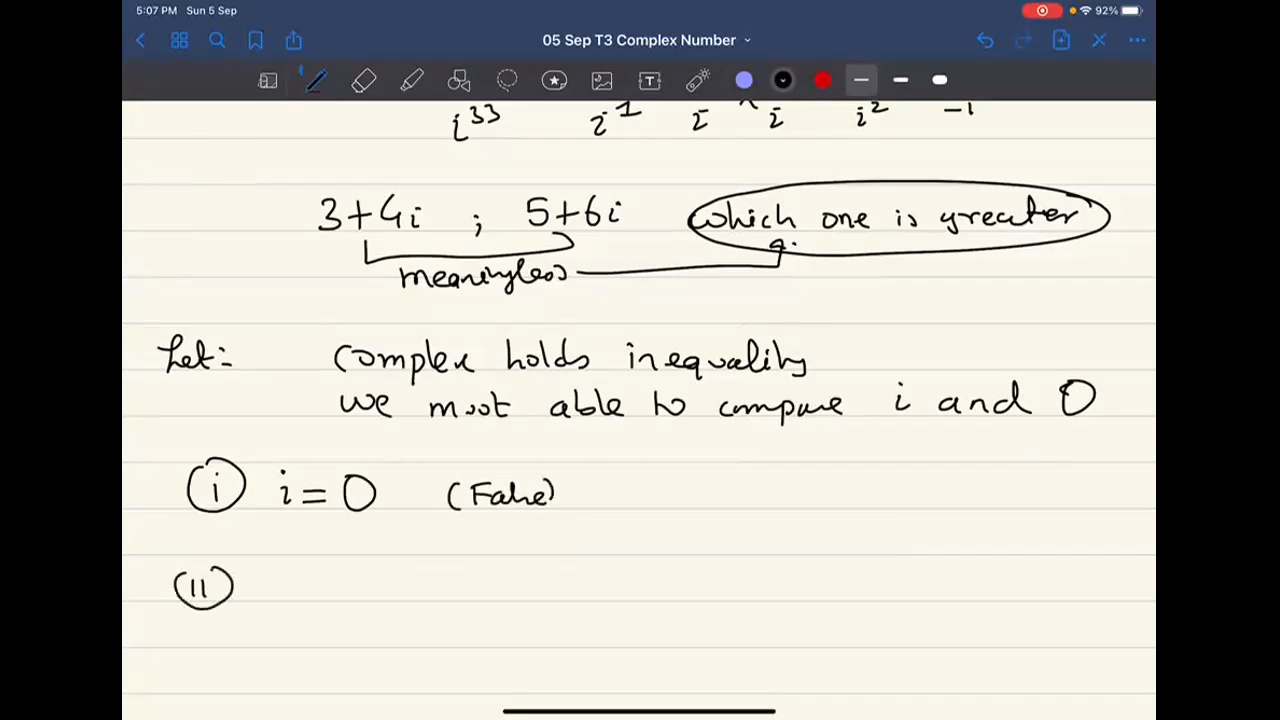 5:07 PM Sun 5 Sep 92%
05 Sep T3 Complex Number
i³³ i¹ i i i² -1
3+4i ; 5+6i which one is greater
meaningless
Let:- Complex holds inequality
we must able to compare i and 0
(i) i = 0 (False)
(II)